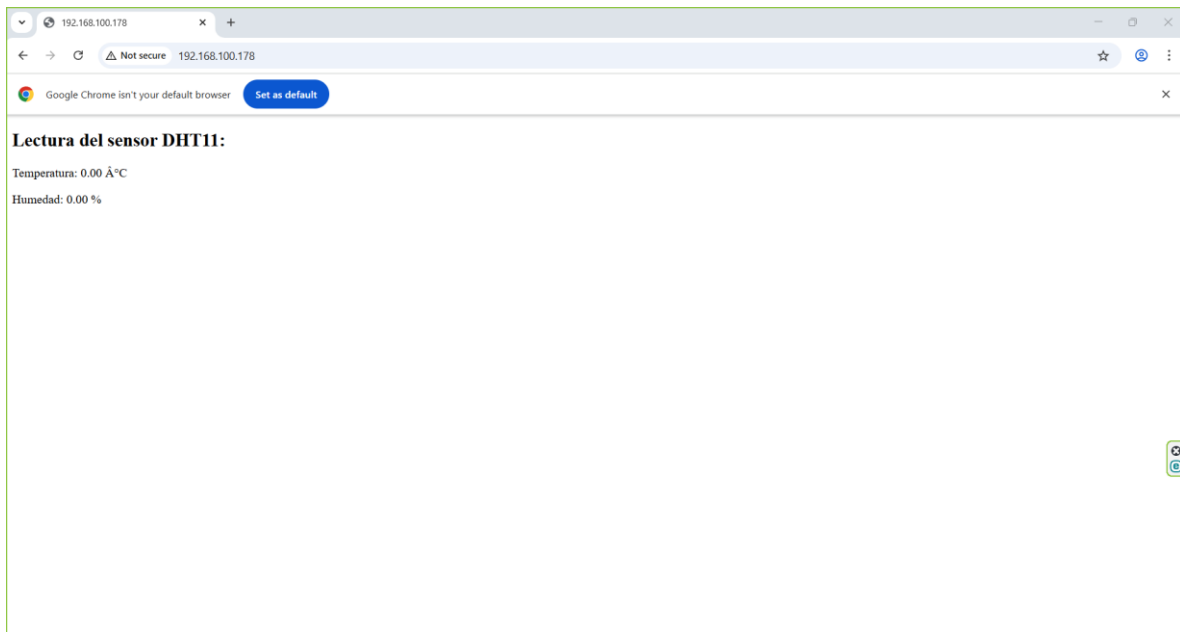 192.168.100.178
Not secure 192.168.100.178
Google Chrome isn't your default browser Set as default
Lectura del sensor DHT11:
Temperatura: 0.00 Â°C
Humedad: 0.00 %